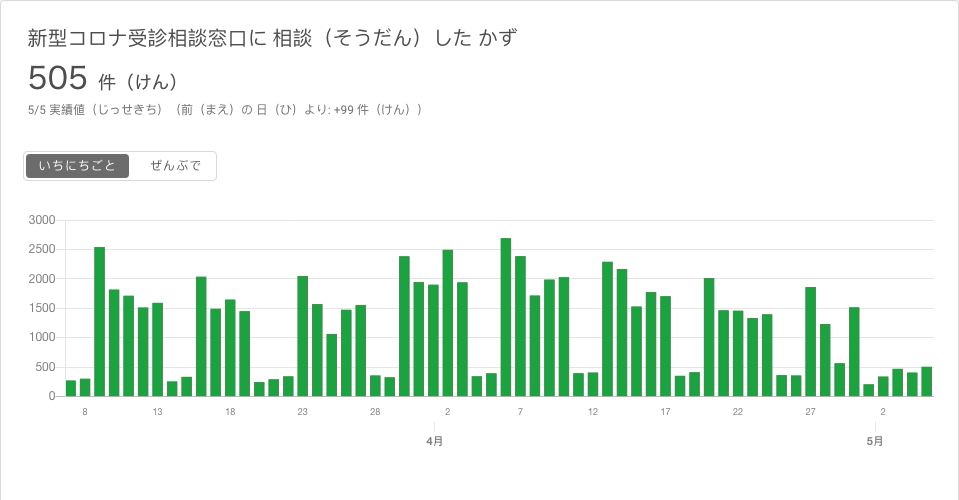 新型コロナ受診相談窓口に 相談（そうだん）した かず
505 件（けん）
5/5 実績値（じっせきち）（前（まえ）の 日（ひ）より: +99 件（けん））
いちにちごと ぜんぶで
3000
2500
2000
1500
1000
500
0
8 13 18 23 28 2 7 12 17 22 27 2
4月 5月